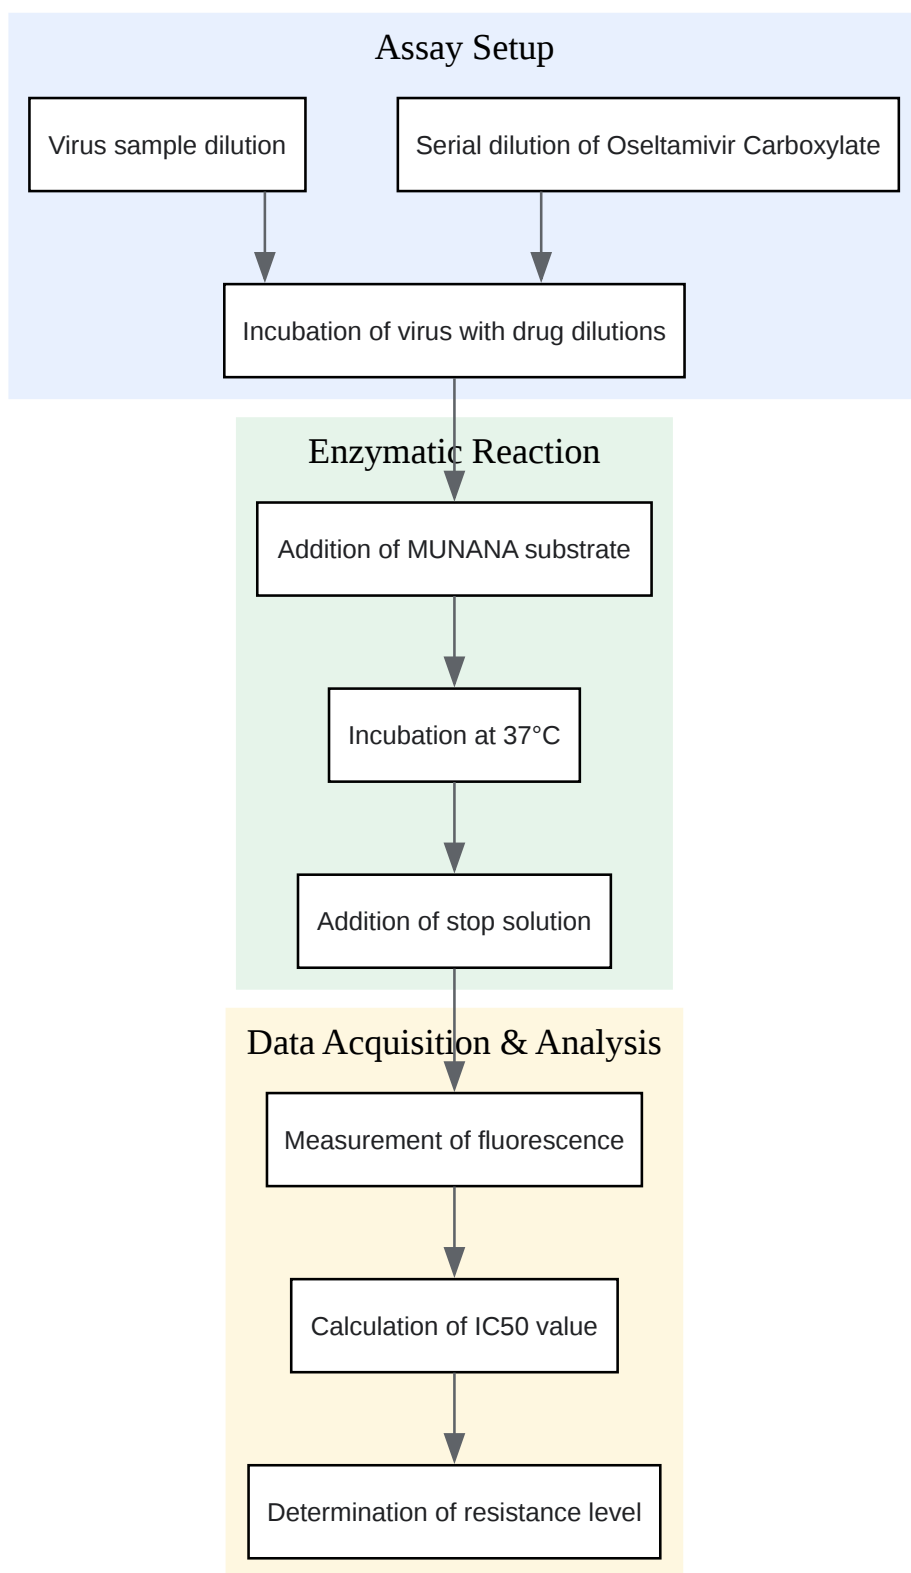 Assay Setup
Virus sample dilution
Serial dilution of Oseltamivir Carboxylate
Incubation of virus with drug dilutions
Enzymatic Reaction
Addition of MUNANA substrate
Incubation at 37°C
Addition of stop solution
Data Acquisition & Analysis
Measurement of fluorescence
Calculation of IC50 value
Determination of resistance level